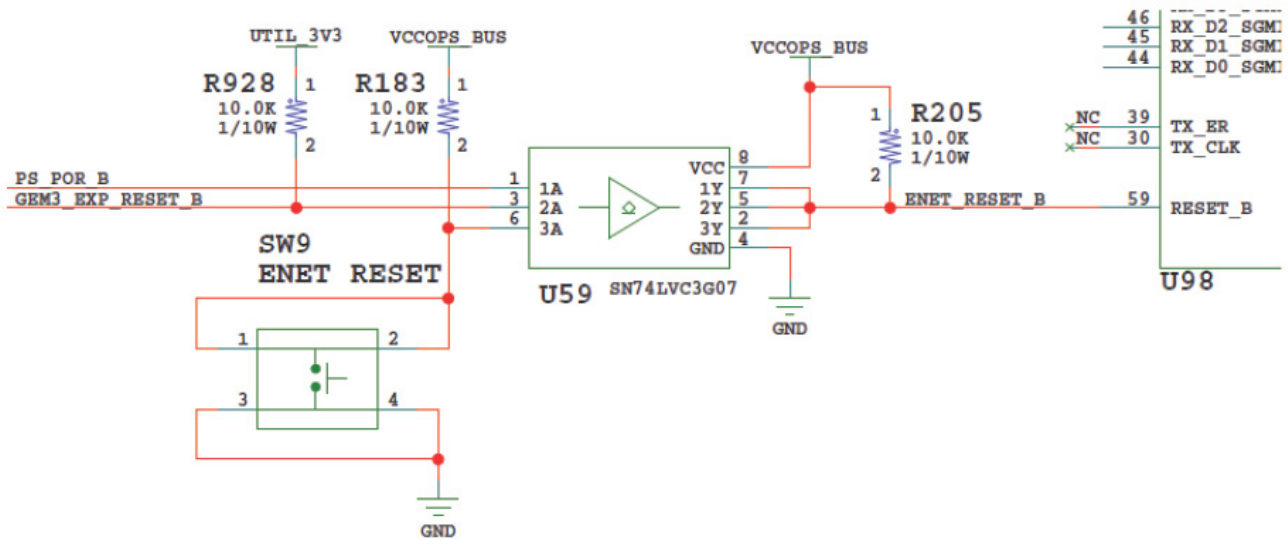 UTIL_3V3
VCCOPS_BUS
R928
1
10.0K
1/10W
2
R183
1
10.0K
1/10W
2
VCCOPS_BUS
R205
1
10.0K
1/10W
2
PS_POR_B
GEM3_EXP_RESET_B
1
3
6
1A
2A
3A
VCC
1Y
2Y
3Y
GND
8
7
5
2
4
U59
SN74LVC3G07
GND
ENET_RESET_B
46
45
44
RX_D2_SGMI
RX_D1_SGMI
RX_D0_SGMI
NC
39
TX_ER
NC
30
TX_CLK
59
RESET_B
U98
SW9
ENET RESET
1
2
3
4
GND